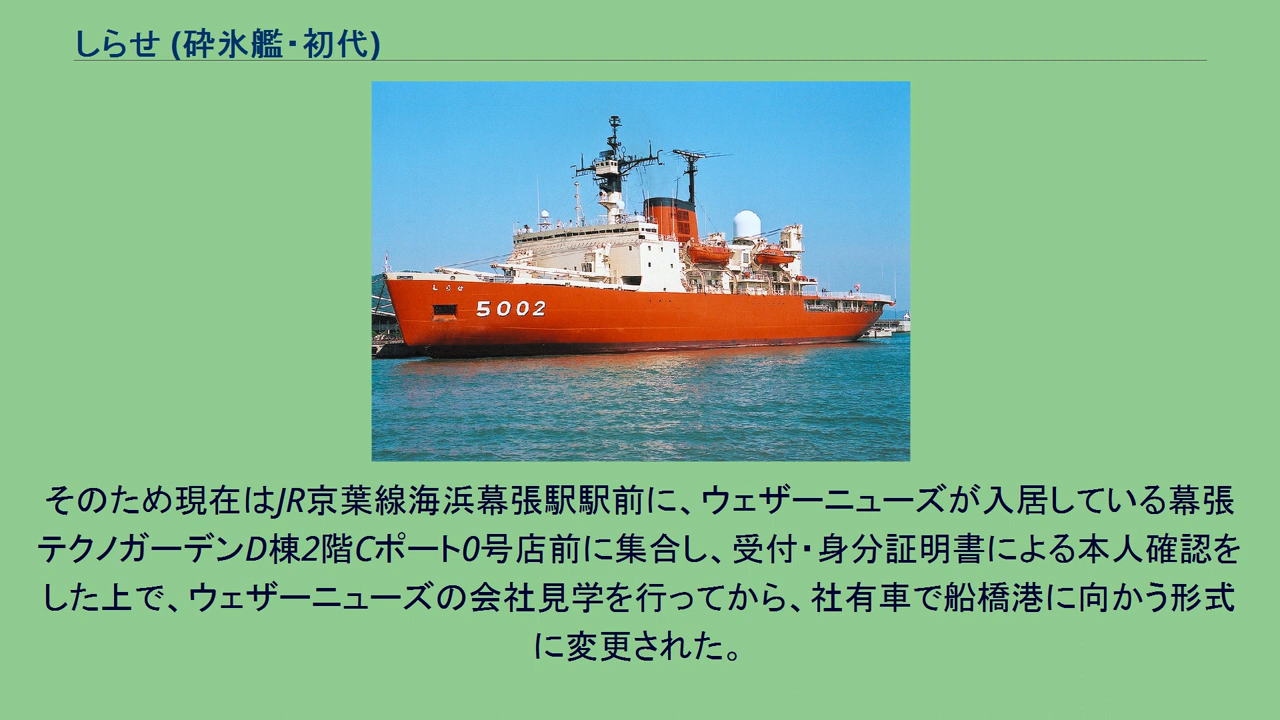 しらせ (砕氷艦・初代)
しらせ
5002
そのため現在はJR京葉線海浜幕張駅駅前に、ウェザーニューズが入居している幕張
テクノガーデンD棟2階Cポート0号店前に集合し、受付・身分証明書による本人確認を
した上で、ウェザーニューズの会社見学を行ってから、社有車で船橋港に向かう形式
に変更された。